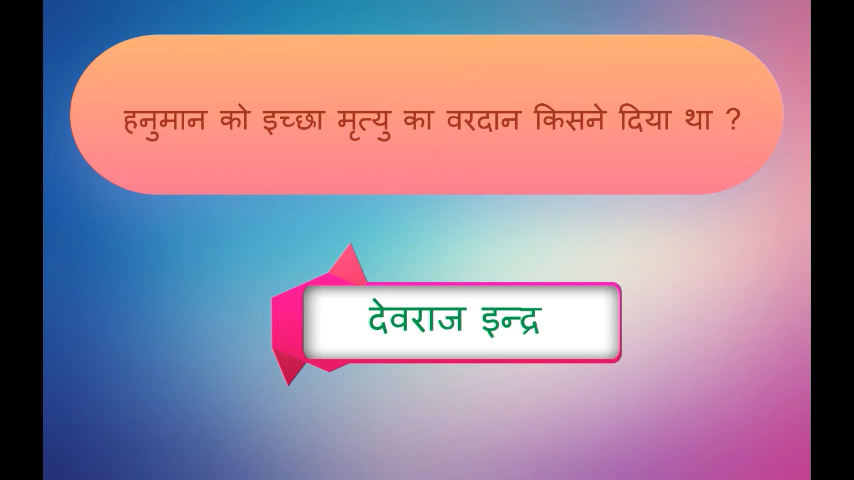 हनुमान को इच्छा मृत्यु का वरदान किसने दिया था ?
देवराज इन्द्र